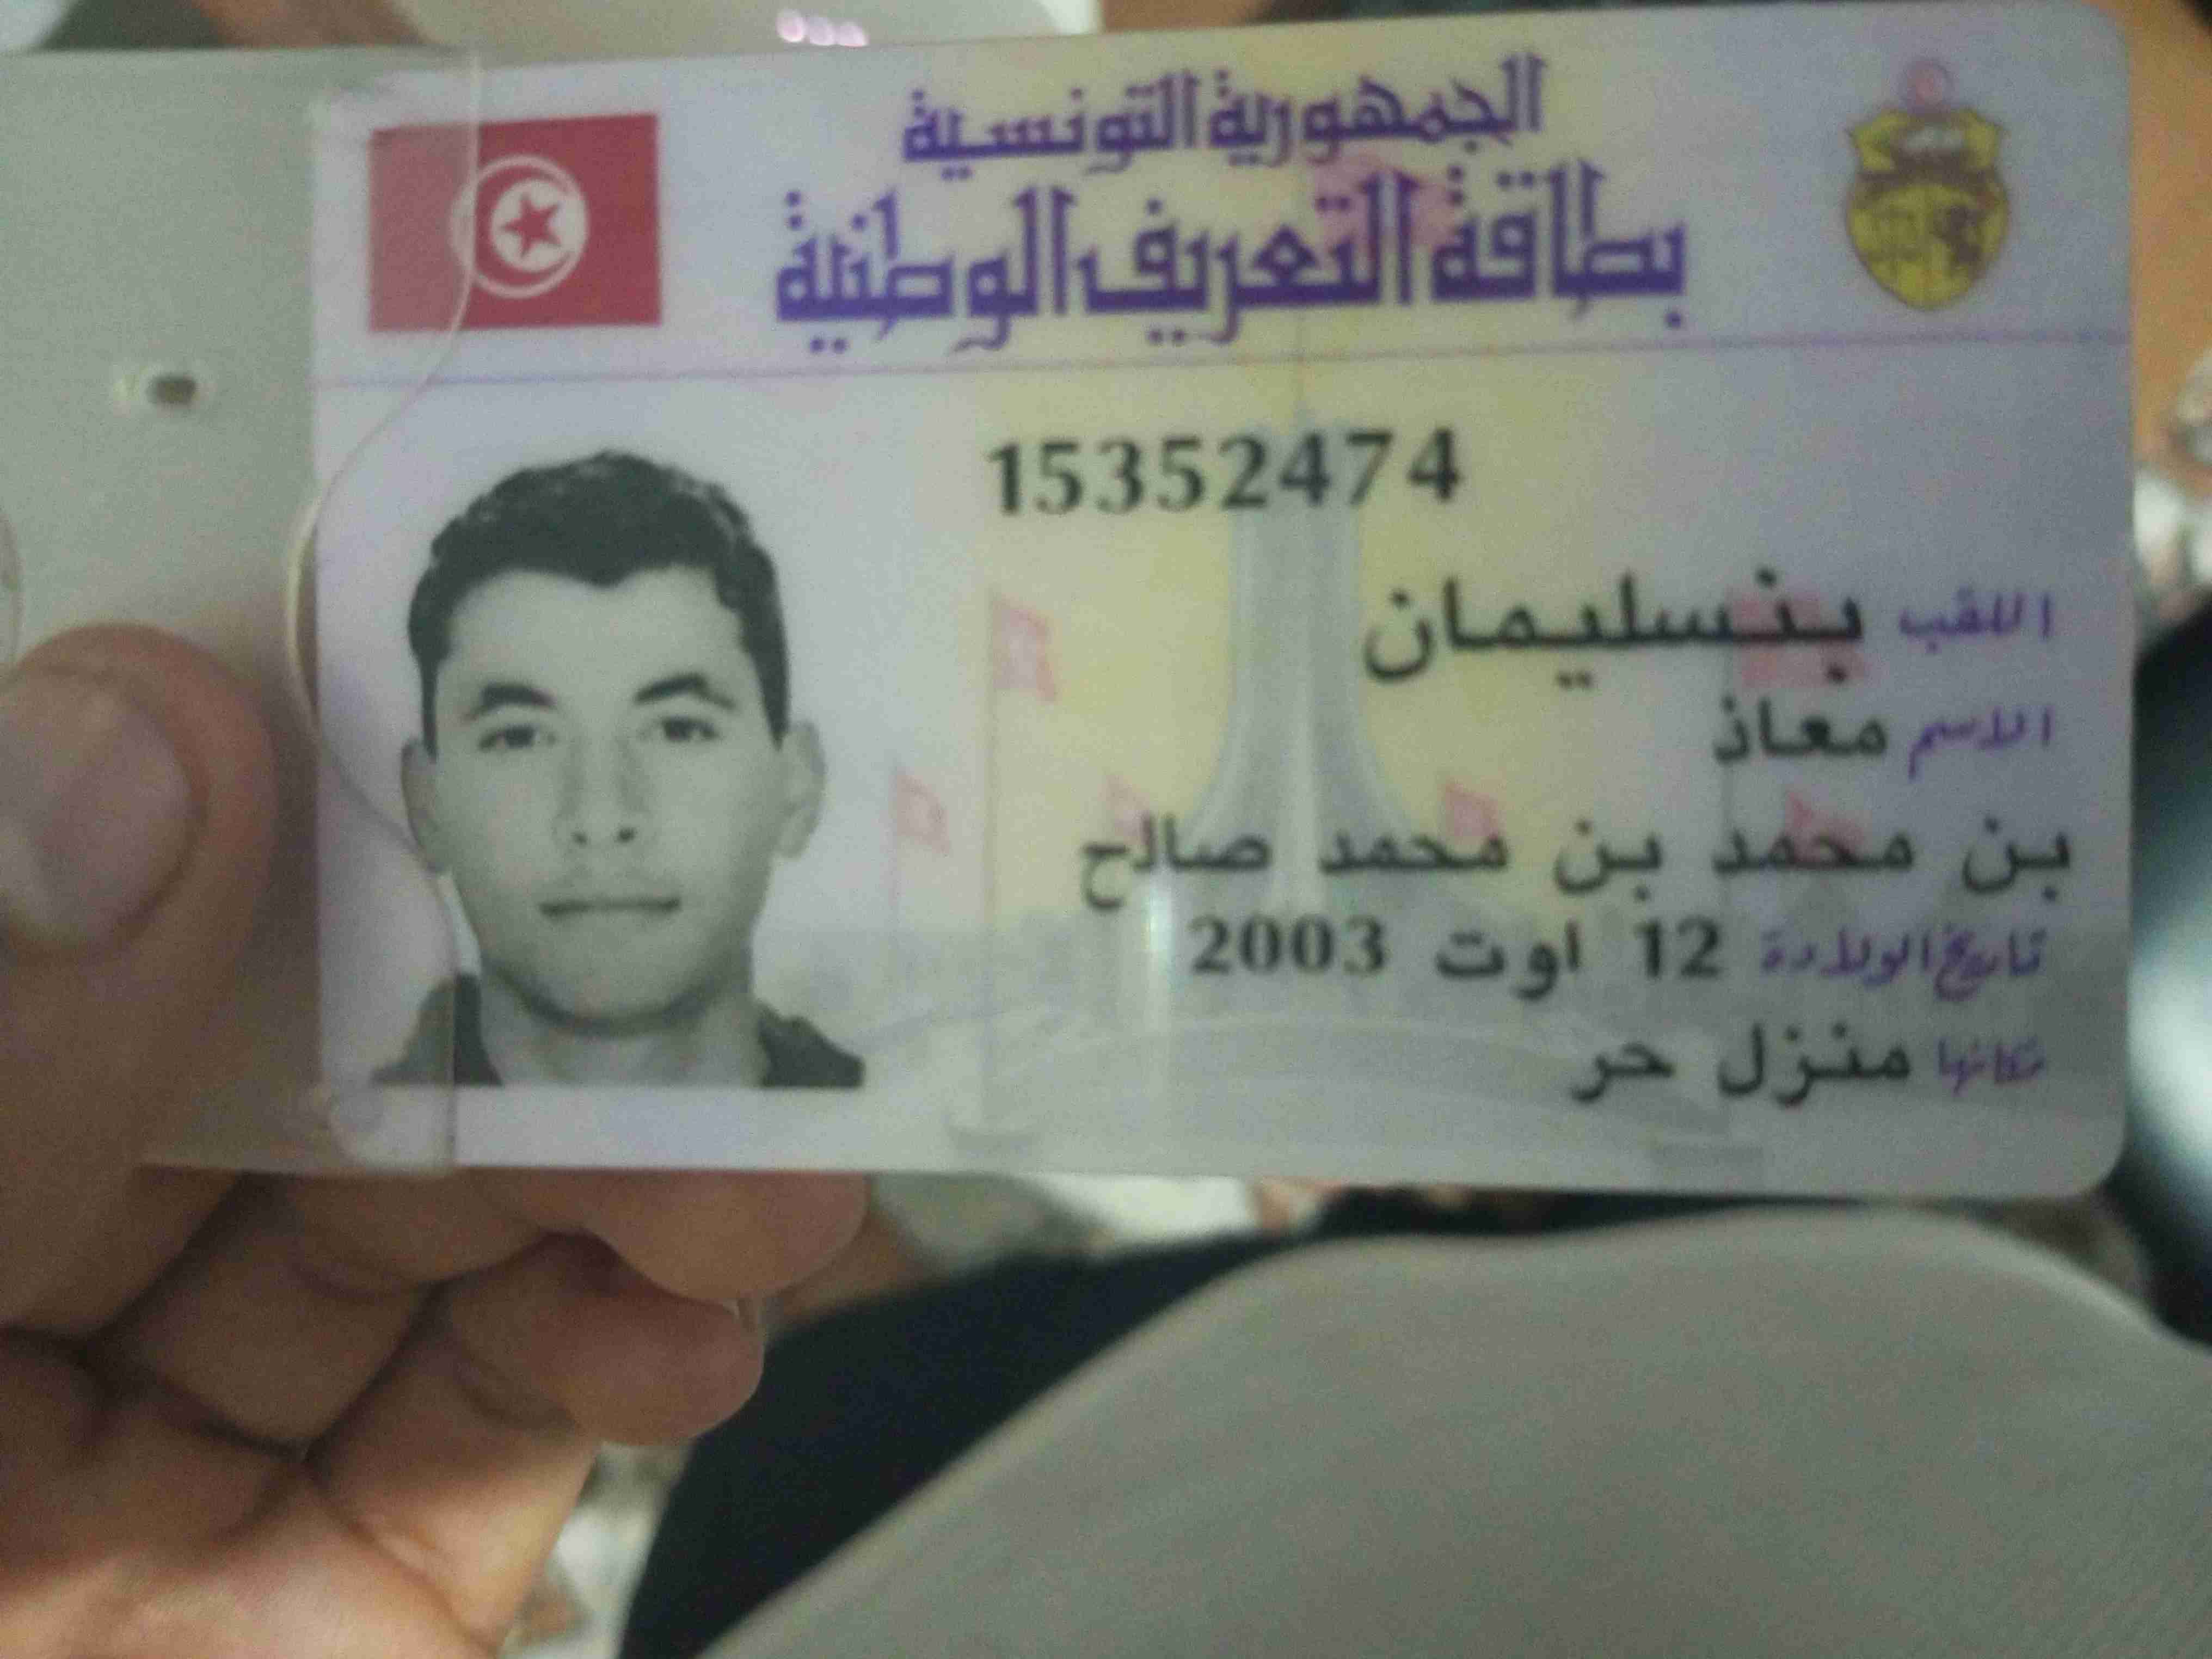 الجمهورية التونسية
بطاقة التعريف الوطنية
15352474
اللقب بنسليمان
الاسم معاذ
بن محمد بن محمد صالح
تاريخ الولادة 12 اوت 2003
مكانها منزل حر